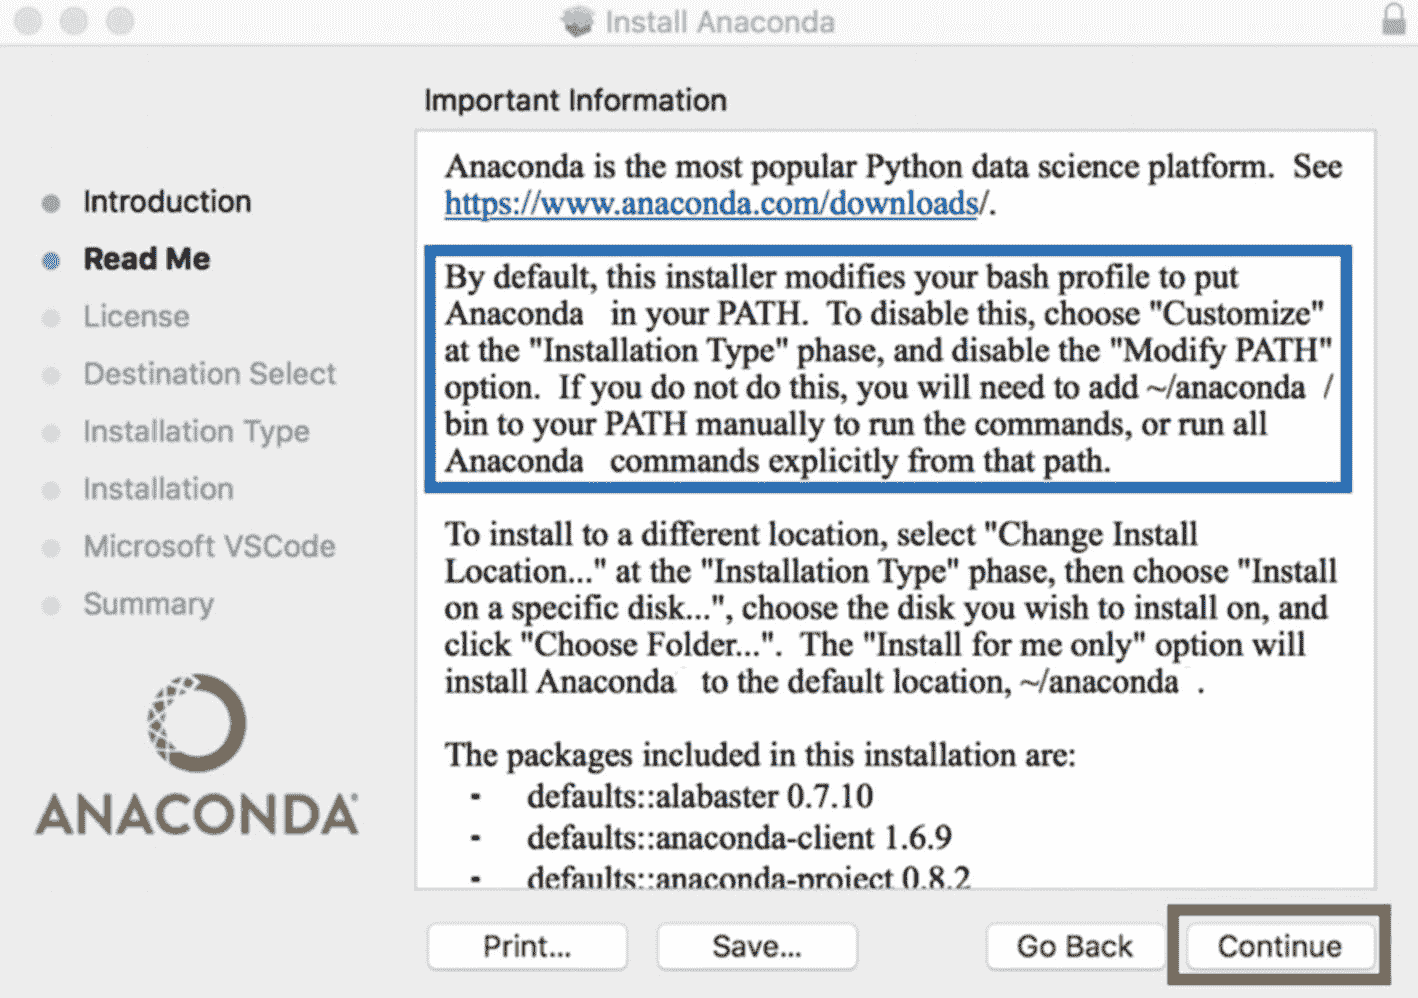 Install Anaconda
Important Information
Introduction
Read Me
License
Destination Select
Installation Type
Installation
Microsoft VSCode
Summary
ANACONDA
Anaconda is the most popular Python data science platform.  See
https://www.anaconda.com/downloads/.
By default, this installer modifies your bash profile to put
Anaconda   in your PATH.  To disable this, choose "Customize"
at the "Installation Type" phase, and disable the "Modify PATH"
option.  If you do not do this, you will need to add ~/anaconda  /
bin to your PATH manually to run the commands, or run all
Anaconda   commands explicitly from that path.
To install to a different location, select "Change Install
Location..." at the "Installation Type" phase, then choose "Install
on a specific disk...", choose the disk you wish to install on, and
click "Choose Folder...".  The "Install for me only" option will
install Anaconda   to the default location, ~/anaconda  .
The packages included in this installation are:
- defaults::alabaster 0.7.10
- defaults::anaconda-client 1.6.9
- defaults::anaconda-project 0.8.2
Print...
Save...
Go Back
Continue